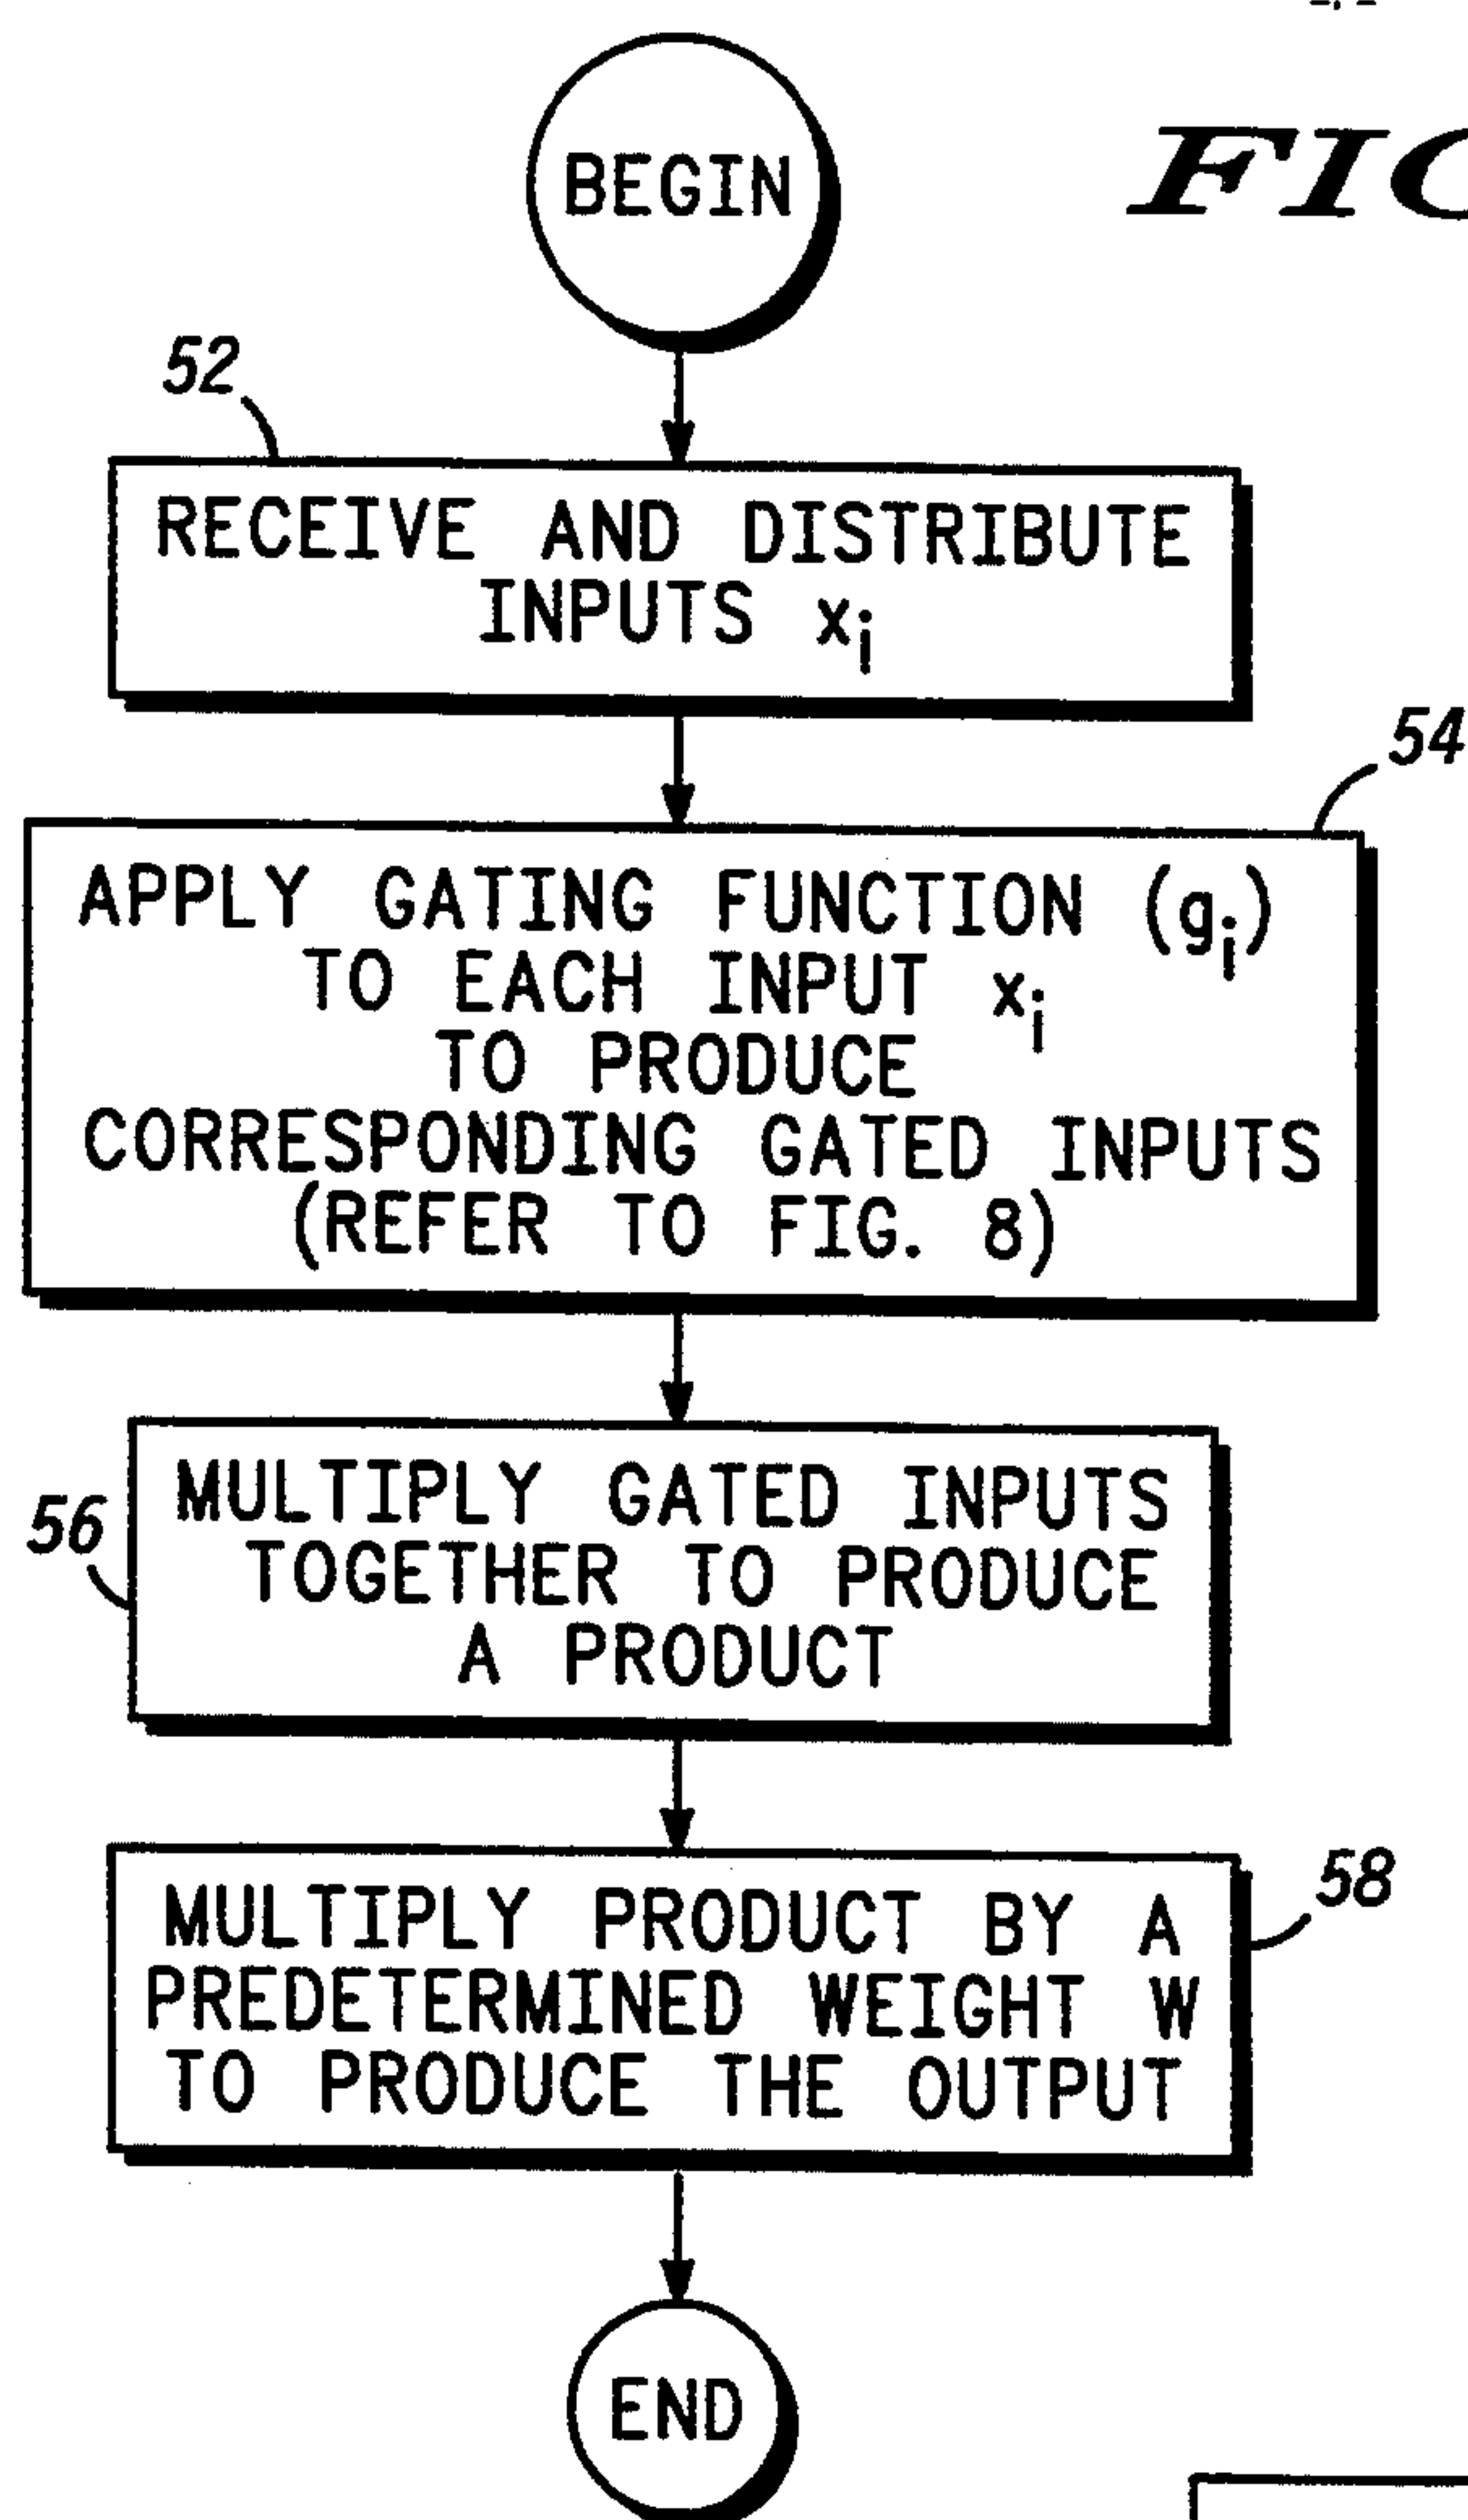 BEGIN
52
RECEIVE AND DISTRIBUTE
INPUTS xi
54
APPLY GATING FUNCTION (gi)
TO EACH INPUT xi
TO PRODUCE
CORRESPONDING GATED INPUTS
(REFER TO FIG. 8)
56
MULTIPLY GATED INPUTS
TOGETHER TO PRODUCE
A PRODUCT
MULTIPLY PRODUCT BY A
PREDETERMINED WEIGHT W
TO PRODUCE THE OUTPUT
58
END